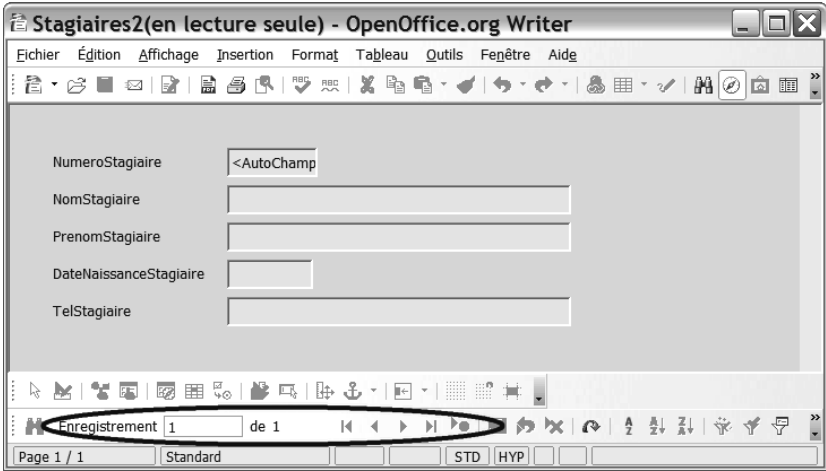 Stagiaires2(en lecture seule) - OpenOffice.org Writer
Fichier Édition Affichage Insertion Format Tableau Outils Fenêtre Aide
NumeroStagiaire <AutoChamp
NomStagiaire
PrenomStagiaire
DateNaissanceStagiaire
TelStagiaire
Enregistrement 1 de 1
Page 1 / 1 Standard STD HYP